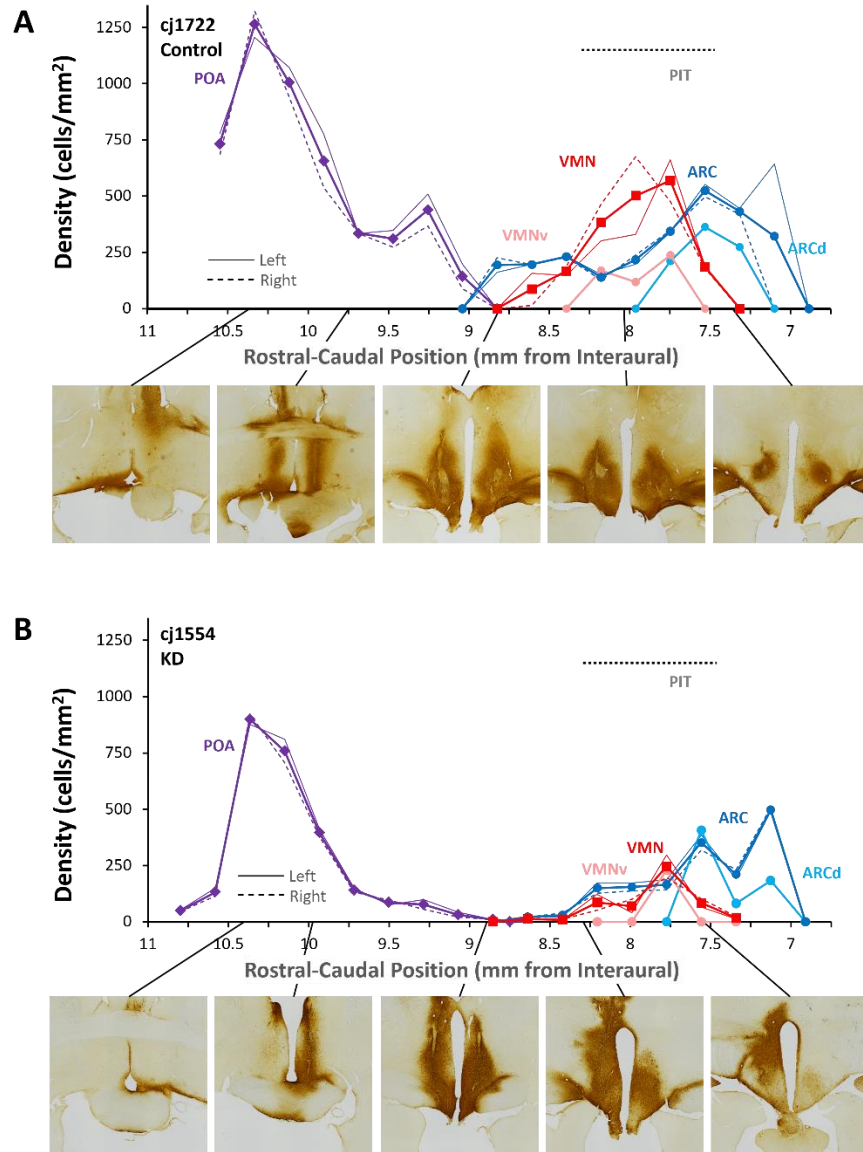 A
cj1722
Control
1250
1000
750
500
250
0
Density (cells/mm²)
POA
PIT
VMN
ARC
VMNv
ARCd
Left
Right
11 10.5 10 9.5 9 8.5 8 7.5 7
Rostral-Caudal Position (mm from Interaural)
B
cj1554
KD
1250
1000
750
500
250
0
Density (cells/mm²)
POA
PIT
VMN
ARC
VMNv
ARCd
Left
Right
11 10.5 10 9.5 9 8.5 8 7.5 7
Rostral-Caudal Position (mm from Interaural)